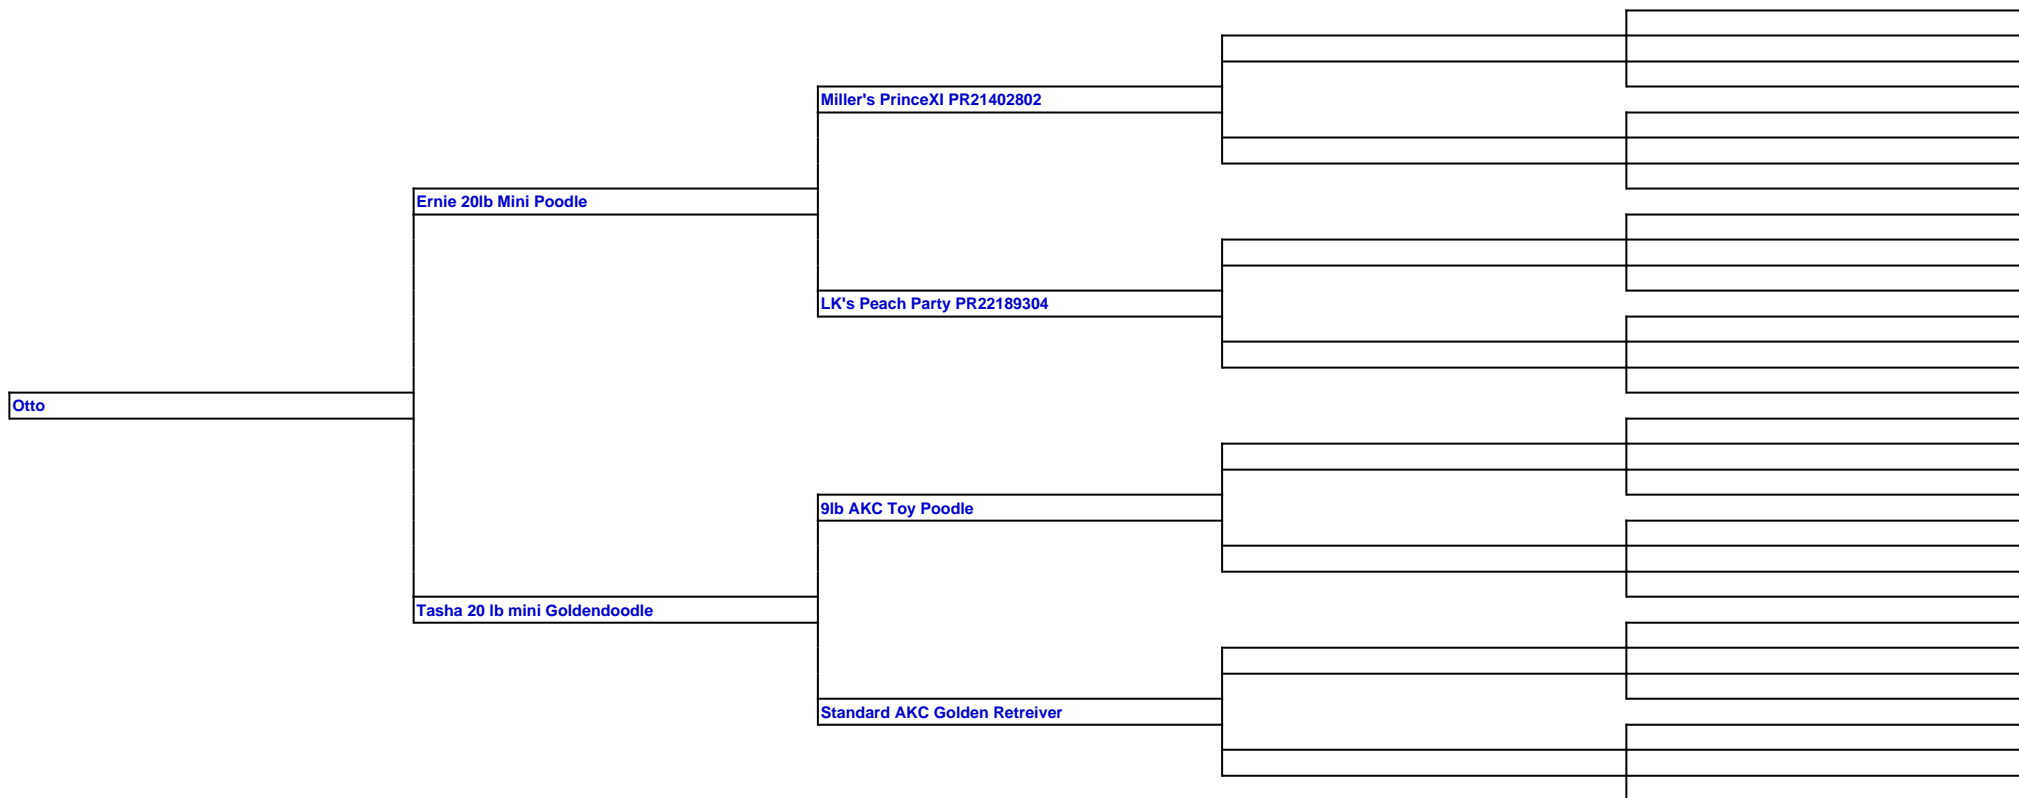 Miller's PrinceXI PR21402802
Ernie 20lb Mini Poodle
LK's Peach Party PR22189304
Otto
9lb AKC Toy Poodle
Tasha 20 lb mini Goldendoodle
Standard AKC Golden Retreiver